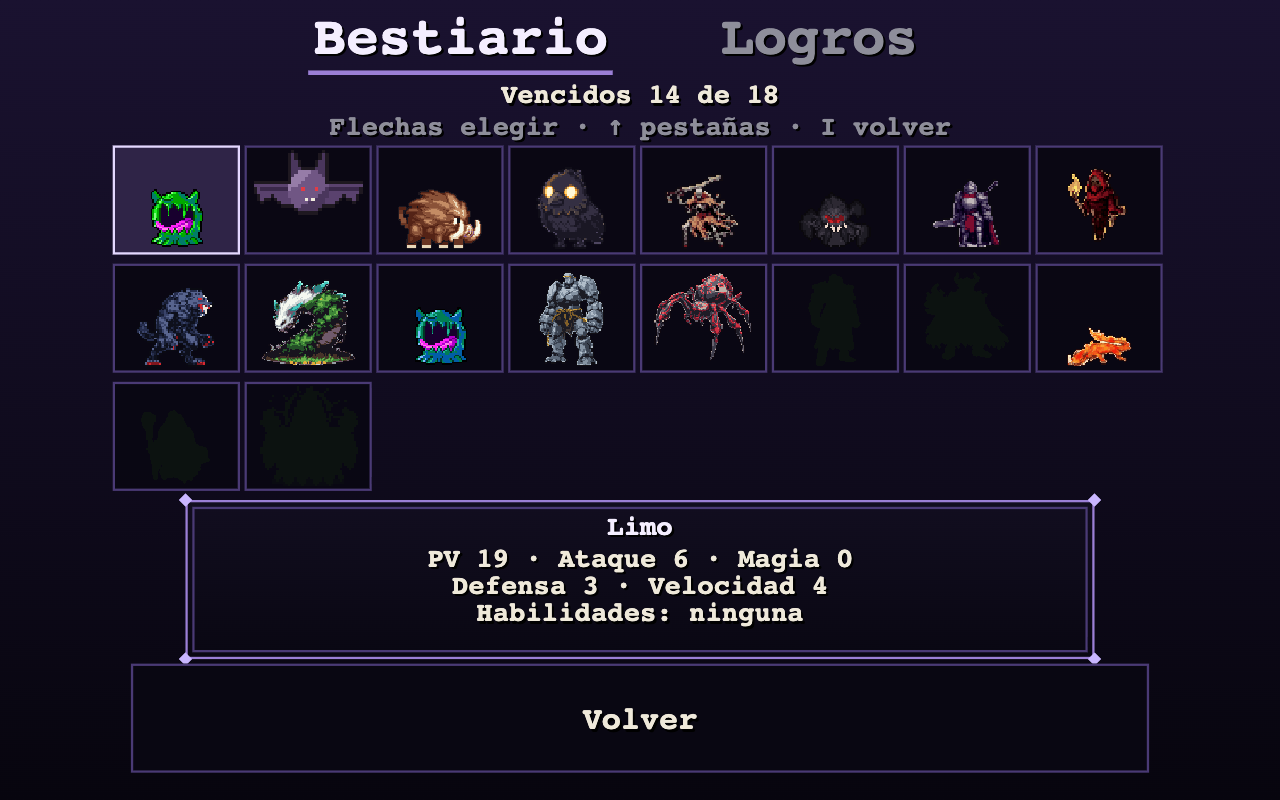 Bestiario Logros
Vencidos 14 de 18
Flechas elegir · ↑ pestañas · I volver
Limo
PV 19 · Ataque 6 · Magia 0
Defensa 3 · Velocidad 4
Habilidades: ninguna
Volver